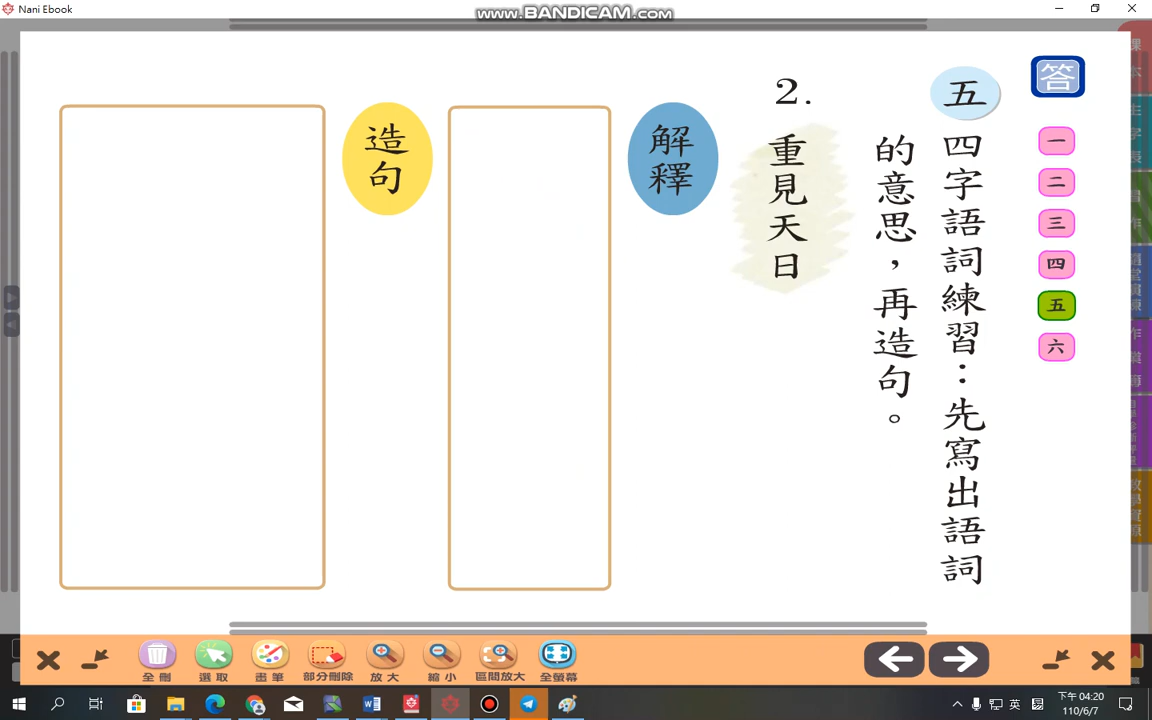 Nani Ebook
www.BANDICAM.com
答
一
二
三
四
五
六
五
四字語詞練習：先寫出語詞
的意思，再造句。
2.
重見天日
解釋
造句
全刪
選取
畫筆
部分刪除
放大
縮小
區間放大
全螢幕
英
下午 04:20
110/6/7